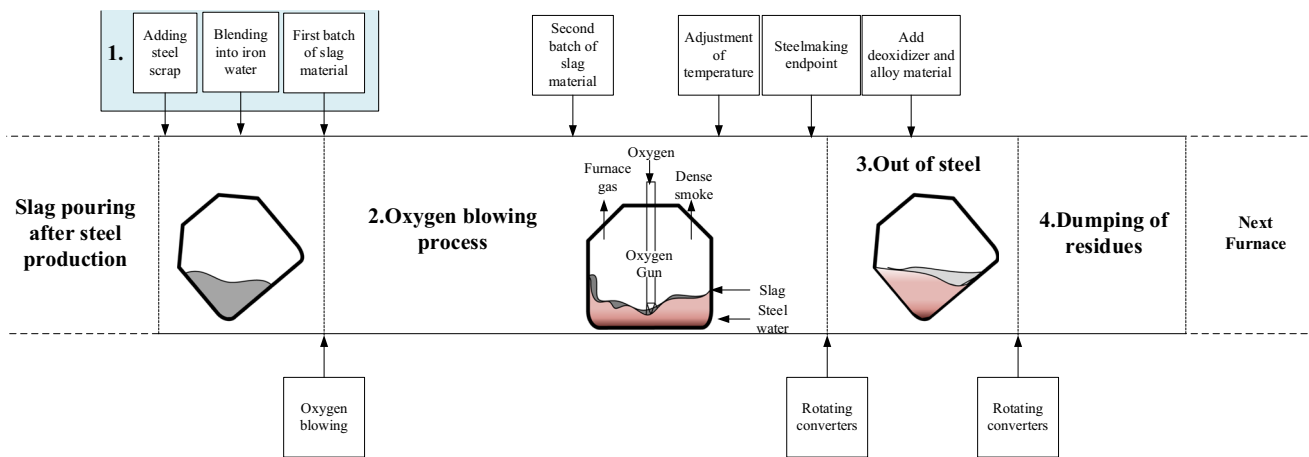 1.
Adding
steel
scrap
Blending
into iron
water
First batch
of slag
material
Second
batch of
slag
material
Adjustment
of
temperature
Steelmaking
endpoint
Add
deoxidizer and
alloy material
Slag pouring
after steel
production
2.Oxygen blowing
process
Oxygen
Furnace
gas
Dense
smoke
Oxygen
Gun
Slag
Steel
water
3.Out of steel
4.Dumping of
residues
Next
Furnace
Oxygen
blowing
Rotating
converters
Rotating
converters